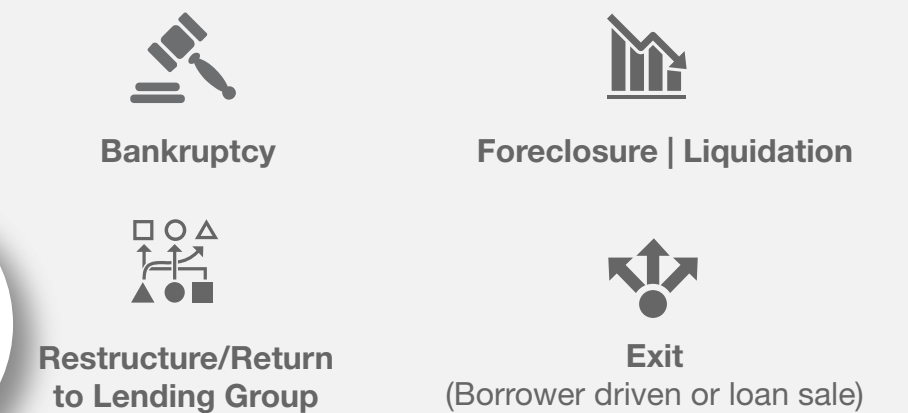 Bankruptcy
Foreclosure | Liquidation
Restructure/Return
to Lending Group
Exit
(Borrower driven or loan sale)